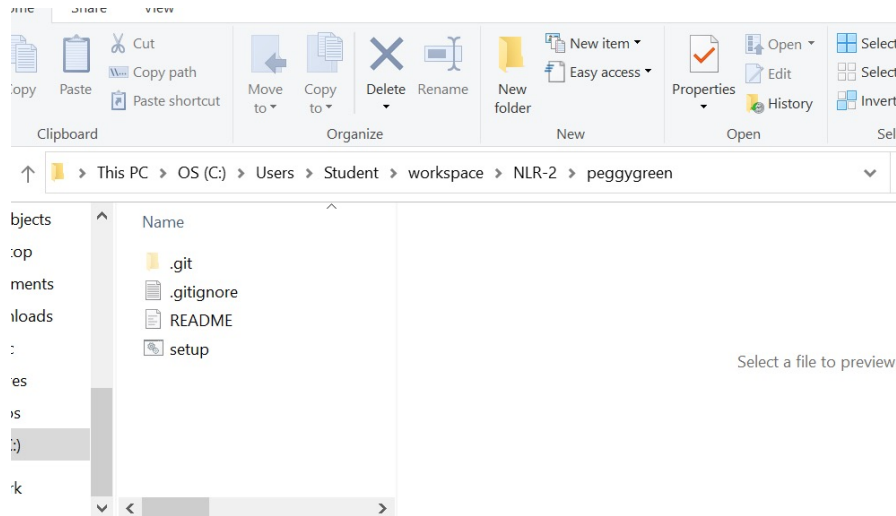 Share View
Cut
Copy path
Paste shortcut
Paste
Clipboard
Move to
Copy to
Delete
Rename
Organize
New folder
New item
Easy access
New
Properties
Open
Edit
History
Open
Select
Select
Invert
This PC > OS (C:) > Users > Student > workspace > NLR-2 > peggygreen
Name
.git
.gitignore
README
setup
Select a file to preview